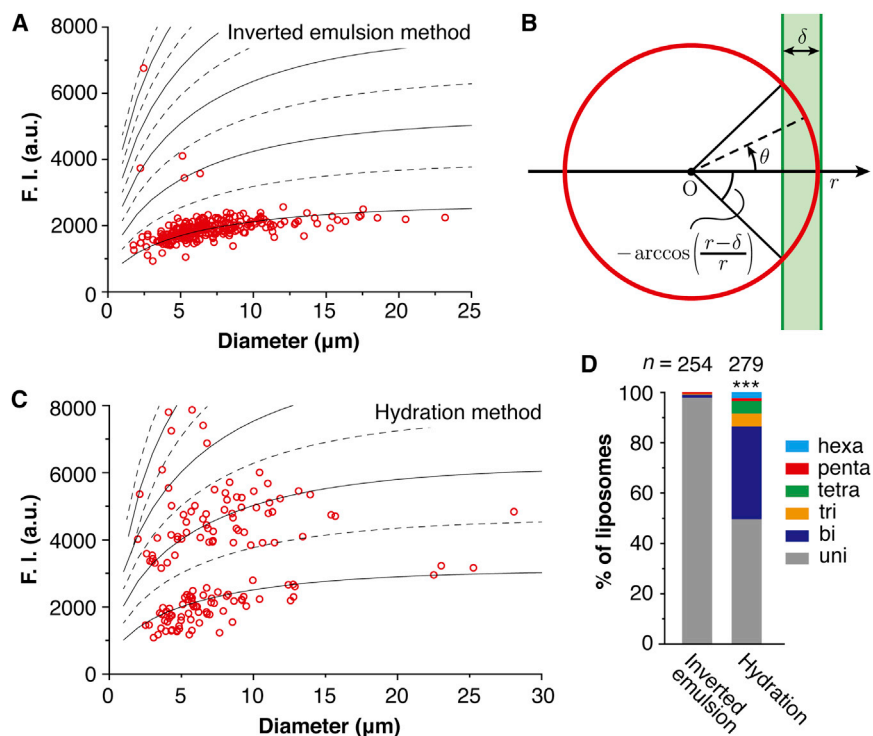 A
Inverted emulsion method
F. I. (a.u.)
8000
6000
4000
2000
0
0 5 10 15 20 25
Diameter (µm)
B
δ
θ
O
r
−arccos(r−δ/r)
C
Hydration method
F. I. (a.u.)
8000
6000
4000
2000
0
0 5 10 15 20 25 30
Diameter (µm)
D
n = 254 279
***
% of liposomes
100
80
60
40
20
0
Inverted
emulsion
Hydration
hexa
penta
tetra
tri
bi
uni